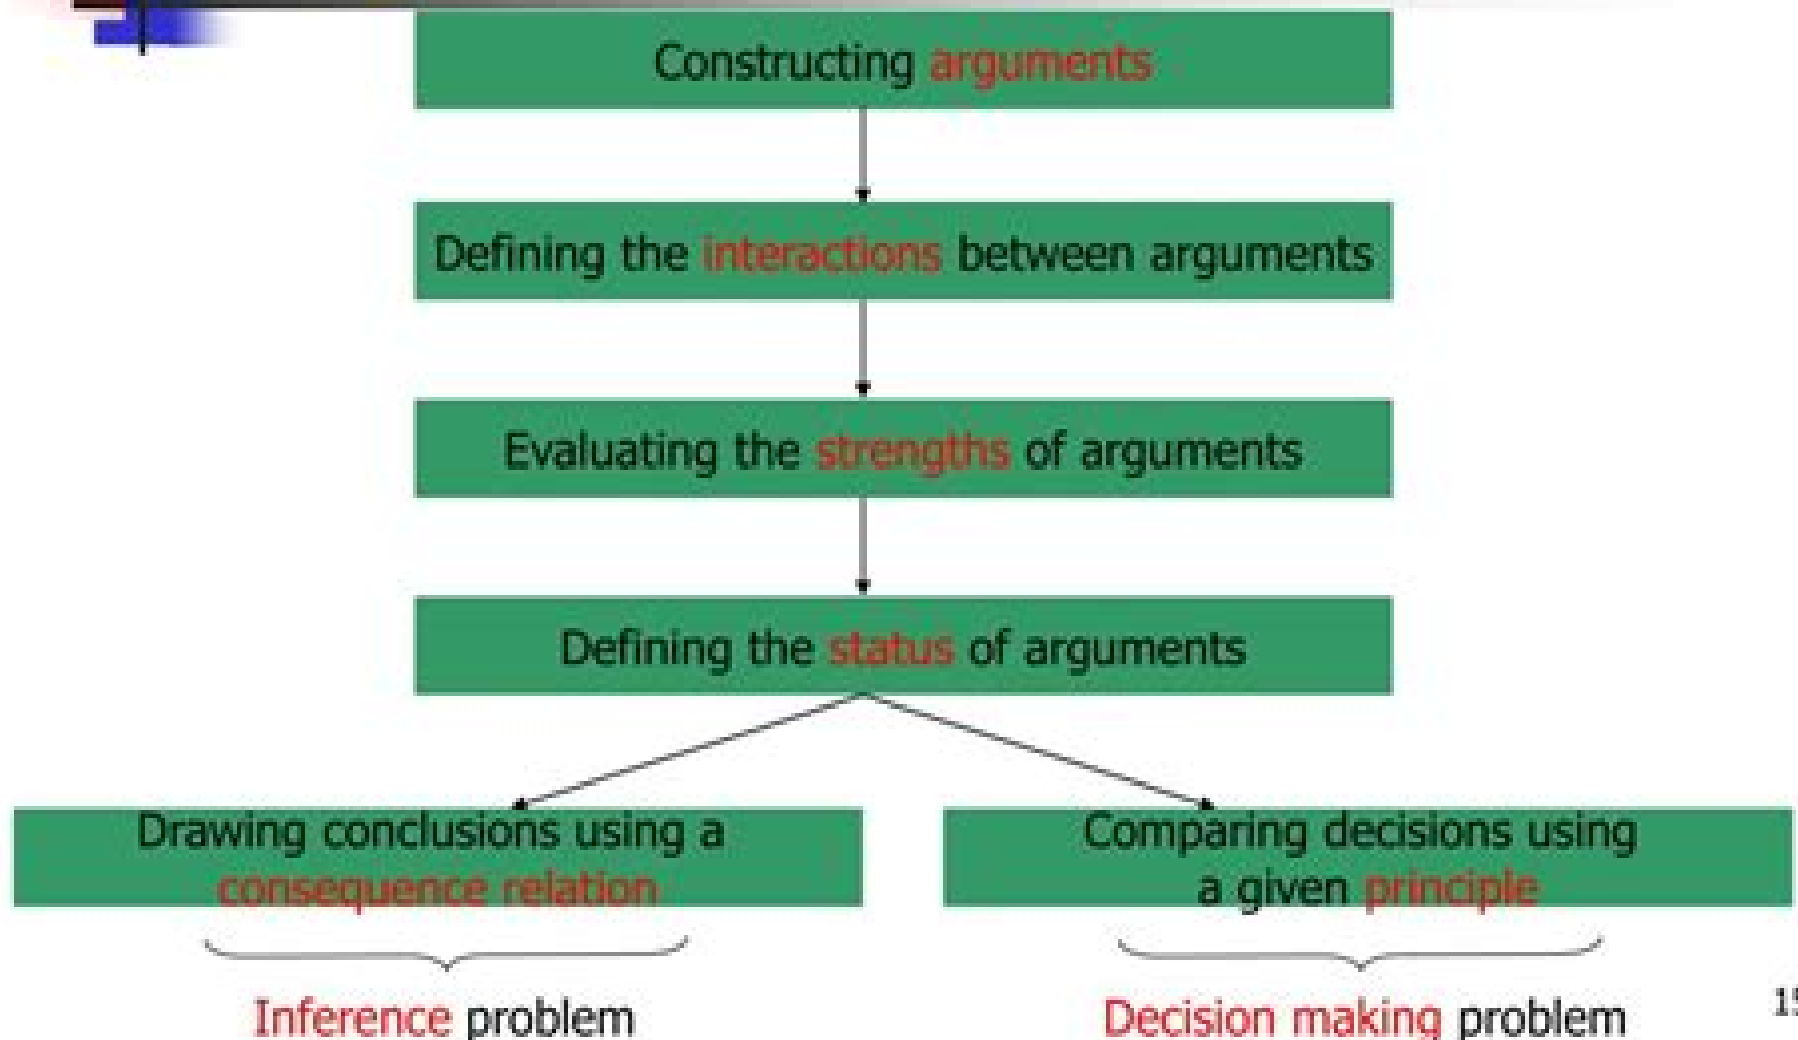 Constructing arguments
Defining the interactions between arguments
Evaluating the strengths of arguments
Defining the status of arguments
Drawing conclusions using a
consequence relation
Comparing decisions using
a given principle
Inference problem
Decision making problem
15